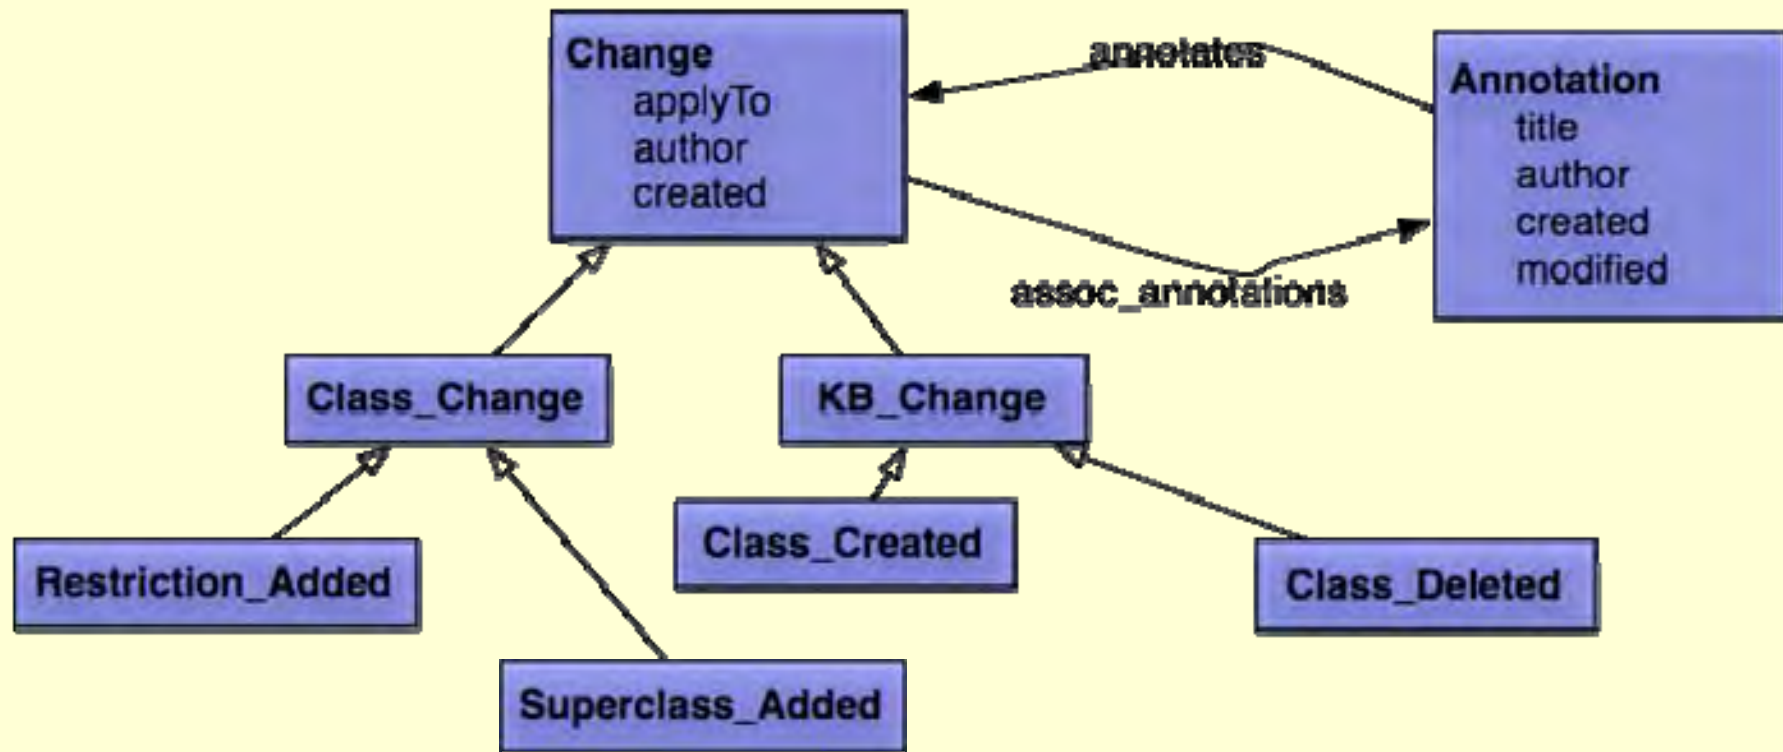 Change
applyTo
author
created
annotates
Annotation
title
author
created
modified
assoc_annotations
Class_Change
KB_Change
Restriction_Added
Class_Created
Class_Deleted
Superclass_Added